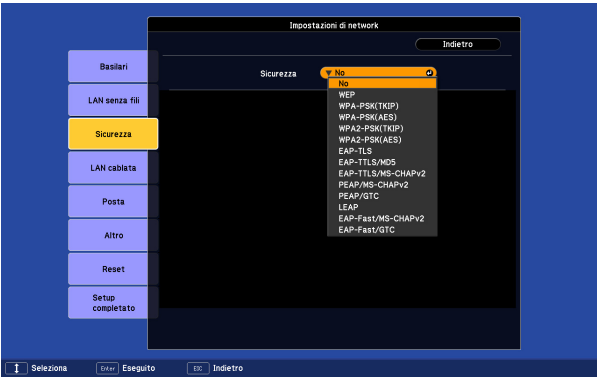 Impostazioni di network
Indietro
Basilari
LAN senza fili
Sicurezza
LAN cablata
Posta
Altro
Reset
Setup
completato
Sicurezza
No
No
WEP
WPA-PSK(TKIP)
WPA-PSK(AES)
WPA2-PSK(TKIP)
WPA2-PSK(AES)
EAP-TLS
EAP-TTLS/MD5
EAP-TTLS/MS-CHAPv2
PEAP/MS-CHAPv2
PEAP/GTC
LEAP
EAP-Fast/MS-CHAPv2
EAP-Fast/GTC
Seleziona Enter Eseguito ESC Indietro